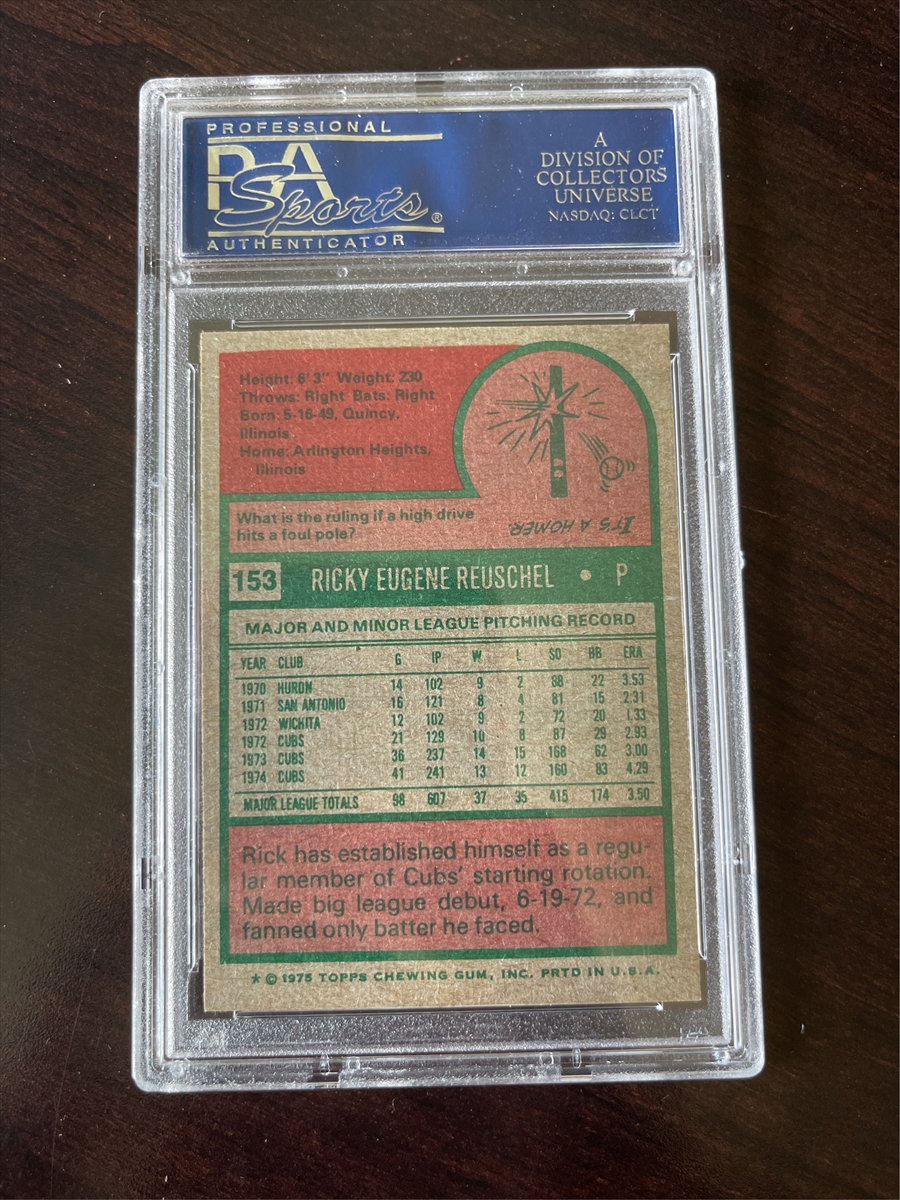 PROFESSIONAL
PSA
Sports®
AUTHENTICATOR
A
DIVISION OF
COLLECTORS
UNIVERSE
NASDAQ: CLCT
Height: 6'3" Weight: 230
Throws: Right Bats: Right
Born: 5-16-49, Quincy,
Illinois
Home: Arlington Heights,
Illinois
What is the ruling if a high drive
hits a foul pole?
IT'S A HOMER.
153 RICKY EUGENE REUSCHEL • P
MAJOR AND MINOR LEAGUE PITCHING RECORD
YEAR CLUB G IP W L SO BB ERA
1970 HURON 14 102 9 2 88 22 3.53
1971 SAN ANTONIO 16 121 8 4 81 15 2.31
1972 WICHITA 12 102 9 2 72 20 1.33
1972 CUBS 21 129 10 8 87 29 2.93
1973 CUBS 36 237 14 15 168 62 3.00
1974 CUBS 41 241 13 12 160 83 4.29
MAJOR LEAGUE TOTALS 98 607 37 35 415 174 3.50
Rick has established himself as a regu-
lar member of Cubs' starting rotation.
Made big league debut, 6-19-72, and
fanned only batter he faced.
* © 1975 TOPPS CHEWING GUM, INC. PRTD IN U.S.A.